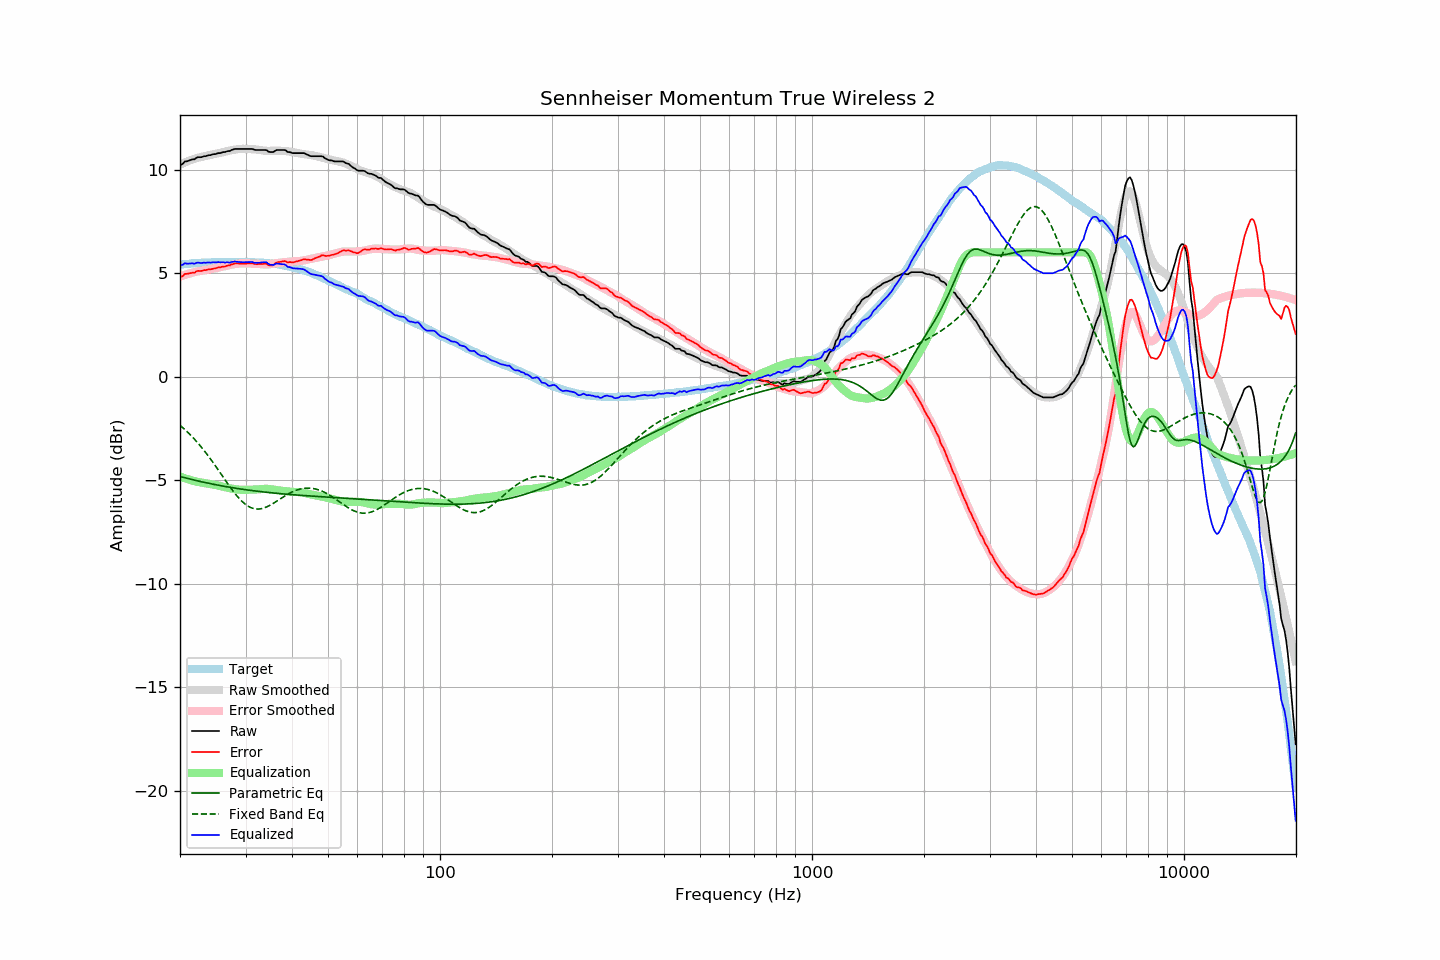 Sennheiser Momentum True Wireless 2
10
5
0
−5
−10
−15
−20
Amplitude (dBr)
Target
Raw Smoothed
Error Smoothed
Raw
Error
Equalization
Parametric Eq
Fixed Band Eq
Equalized
100
1000
10000
Frequency (Hz)